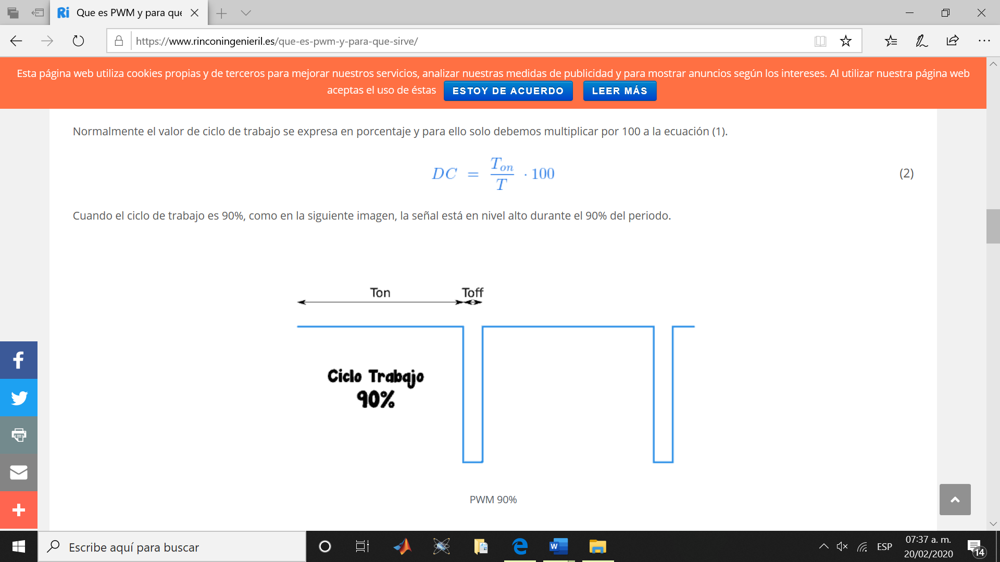 Que es PWM y para que
https://www.rinconingenieril.es/que-es-pwm-y-para-que-sirve/
Esta página web utiliza cookies propias y de terceros para mejorar nuestros servicios, analizar nuestras medidas de publicidad y para mostrar anuncios según los intereses. Al utilizar nuestra página web
aceptas el uso de éstas ESTOY DE ACUERDO LEER MÁS
Normalmente el valor de ciclo de trabajo se expresa en porcentaje y para ello solo debemos multiplicar por 100 a la ecuación (1).
DC = Ton/T · 100 (2)
Cuando el ciclo de trabajo es 90%, como en la siguiente imagen, la señal está en nivel alto durante el 90% del periodo.
Ton Toff
Ciclo Trabajo
90%
PWM 90%
Escribe aquí para buscar
ESP
07:37 a. m.
20/02/2020
14